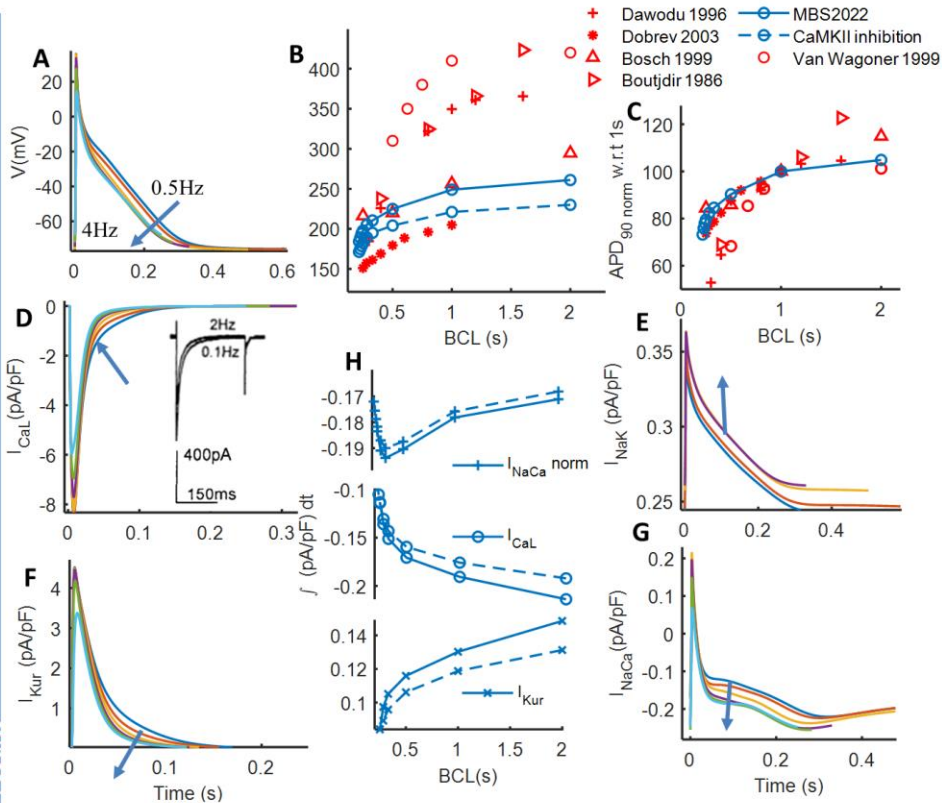 Dawodu 1996
MBS2022
Dobrev 2003
CaMKII inhibition
Bosch 1999
Van Wagoner 1999
Boutjdir 1986
A
V(mV)
20
0
-20
-40
-60
0.5Hz
4Hz
0 0.2 0.4 0.6
B
400
350
300
250
200
150
0.5 1 1.5 2
BCL (s)
C
APD90 norm w.r.t 1s
120
100
80
60
0 1 2
BCL (s)
D
ICaL (pA/pF)
0
-2
-4
-6
-8
2Hz
0.1Hz
400pA
150ms
0 0.1 0.2 0.3
E
INaK (pA/pF)
0.35
0.3
0.25
0 0.2 0.4
F
IKur (pA/pF)
4
3
2
1
0 0.1 0.2
Time (s)
H
∫ (pA/pF) dt
-0.17
-0.18
-0.19
INaCa norm
-0.1
-0.15
-0.2
ICaL
0.14
0.12
0.1
IKur
0.5 1 1.5 2
BCL(s)
G
INaCa (pA/pF)
0.2
0.1
0
-0.1
-0.2
0 0.2 0.4
Time (s)